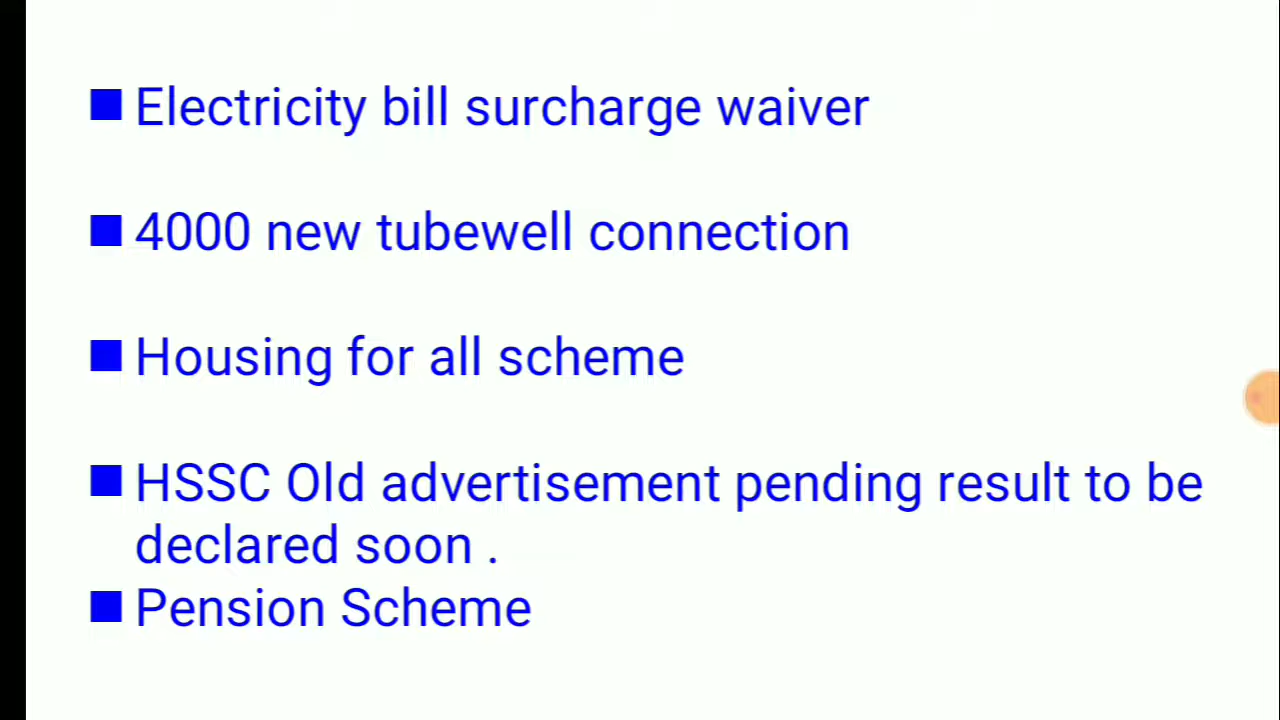 ■ Electricity bill surcharge waiver
■ 4000 new tubewell connection
■ Housing for all scheme
■ HSSC Old advertisement pending result to be
declared soon .
■ Pension Scheme